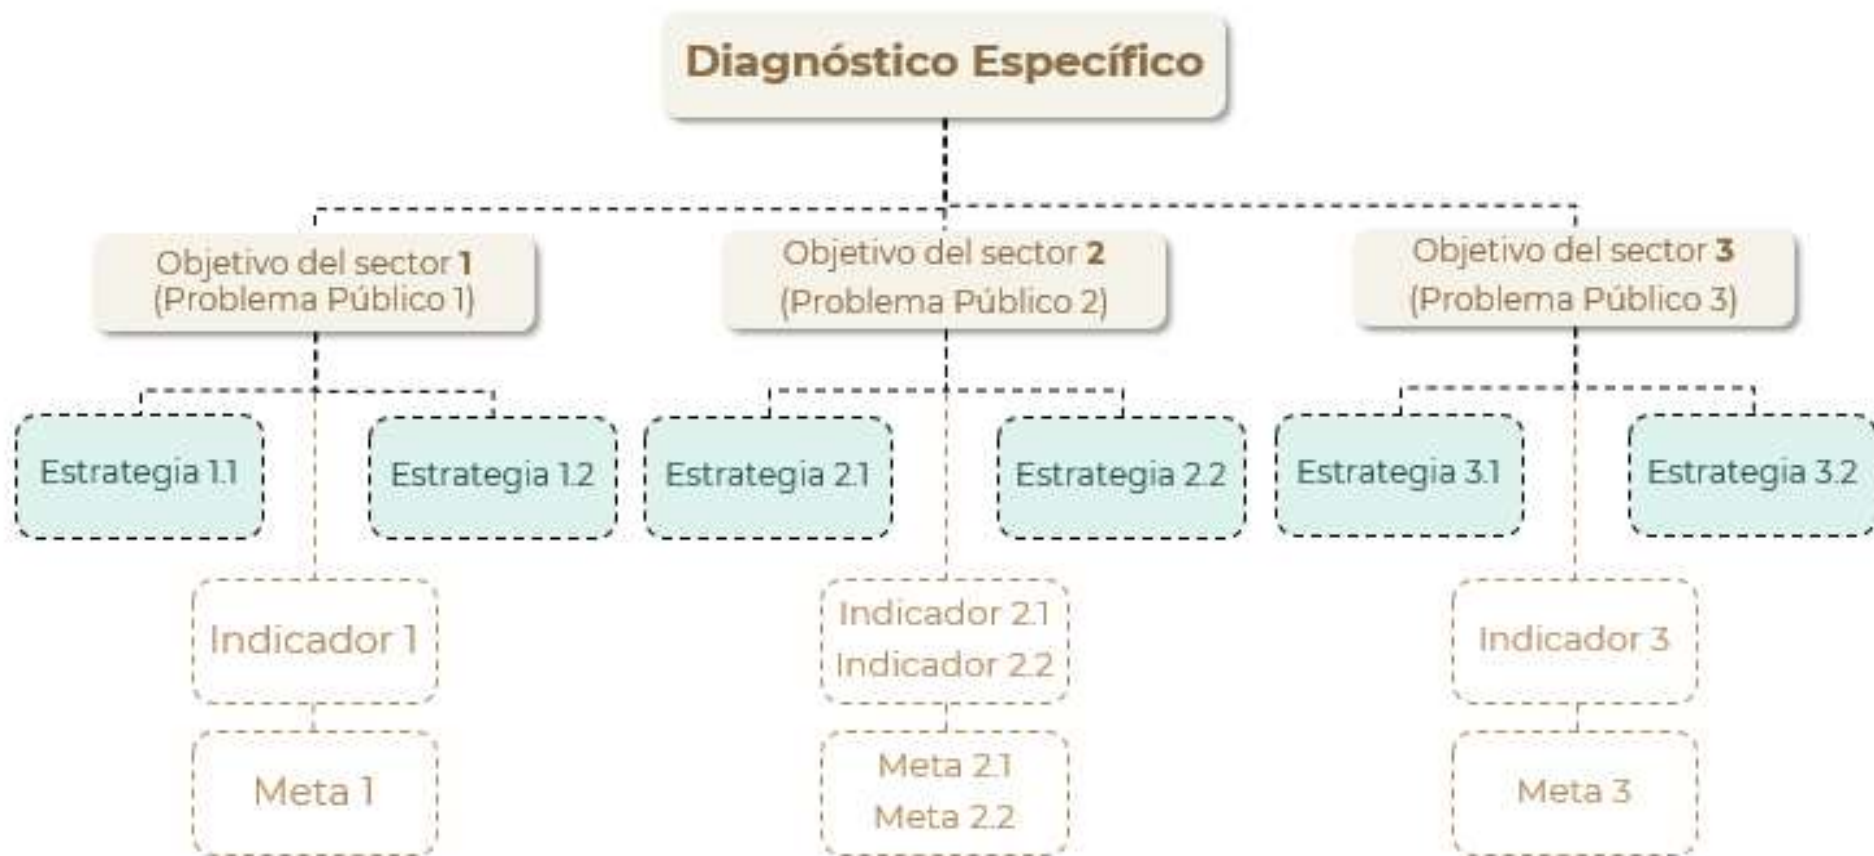 Diagnóstico Específico
Objetivo del sector 1
(Problema Público 1)
Objetivo del sector 2
(Problema Público 2)
Objetivo del sector 3
(Problema Público 3)
Estrategia 1.1
Estrategia 1.2
Estrategia 2.1
Estrategia 2.2
Estrategia 3.1
Estrategia 3.2
Indicador 1
Indicador 2.1
Indicador 2.2
Indicador 3
Meta 1
Meta 2.1
Meta 2.2
Meta 3